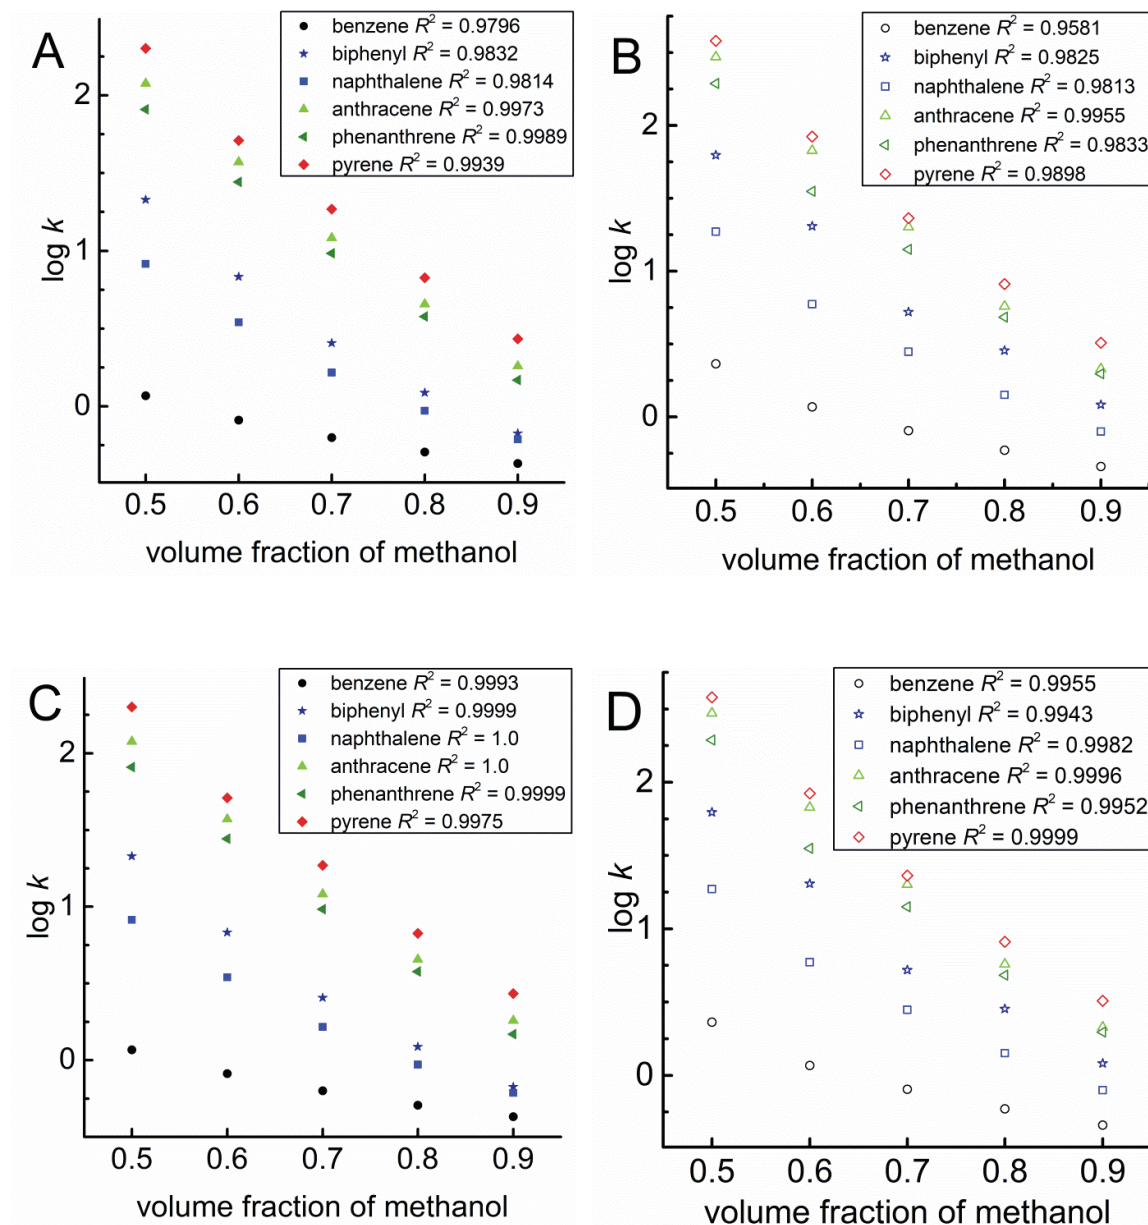 A
benzene R² = 0.9796
biphenyl R² = 0.9832
naphthalene R² = 0.9814
anthracene R² = 0.9973
phenanthrene R² = 0.9989
pyrene R² = 0.9939
log k
2
1
0
0.5 0.6 0.7 0.8 0.9
volume fraction of methanol
B
benzene R² = 0.9581
biphenyl R² = 0.9825
naphthalene R² = 0.9813
anthracene R² = 0.9955
phenanthrene R² = 0.9833
pyrene R² = 0.9898
log k
2
1
0
0.5 0.6 0.7 0.8 0.9
volume fraction of methanol
C
benzene R² = 0.9993
biphenyl R² = 0.9999
naphthalene R² = 1.0
anthracene R² = 1.0
phenanthrene R² = 0.9999
pyrene R² = 0.9975
log k
2
1
0
0.5 0.6 0.7 0.8 0.9
volume fraction of methanol
D
benzene R² = 0.9955
biphenyl R² = 0.9943
naphthalene R² = 0.9982
anthracene R² = 0.9996
phenanthrene R² = 0.9952
pyrene R² = 0.9999
log k
2
1
0
0.5 0.6 0.7 0.8 0.9
volume fraction of methanol